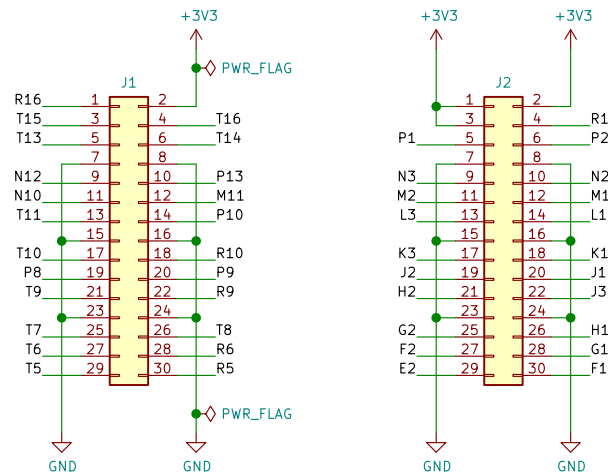 +3V3 +3V3 +3V3
PWR_FLAG
J1 J2
R16 1 2 1 2
T15 3 4 T16 3 4 R1
T13 5 6 T14 P1 5 6 P2
7 8 7 8
N12 9 10 P13 N3 9 10 N2
N10 11 12 M11 M2 11 12 M1
T11 13 14 P10 L3 13 14 L1
15 16 15 16
T10 17 18 R10 K3 17 18 K1
P8 19 20 P9 J2 19 20 J1
T9 21 22 R9 H2 21 22 J3
23 24 23 24
T7 25 26 T8 G2 25 26 H1
T6 27 28 R6 F2 27 28 G1
T5 29 30 R5 E2 29 30 F1
PWR_FLAG
GND GND GND GND